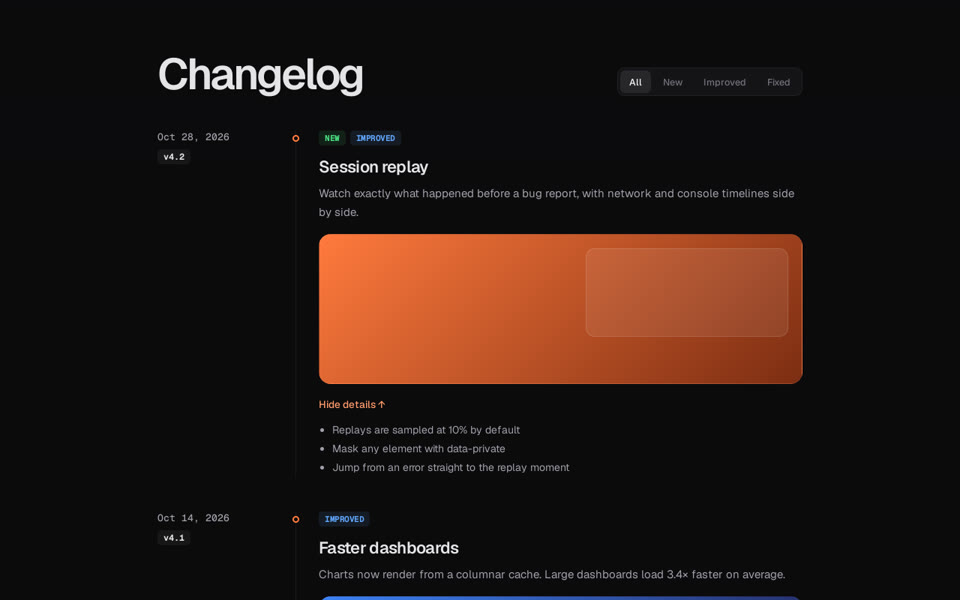 Changelog
All
New
Improved
Fixed
Oct 28, 2026
v4.2
NEW
IMPROVED
Session replay
Watch exactly what happened before a bug report, with network and console timelines side
by side.
Hide details ↑
• Replays are sampled at 10% by default
• Mask any element with data-private
• Jump from an error straight to the replay moment
Oct 14, 2026
v4.1
IMPROVED
Faster dashboards
Charts now render from a columnar cache. Large dashboards load 3.4× faster on average.